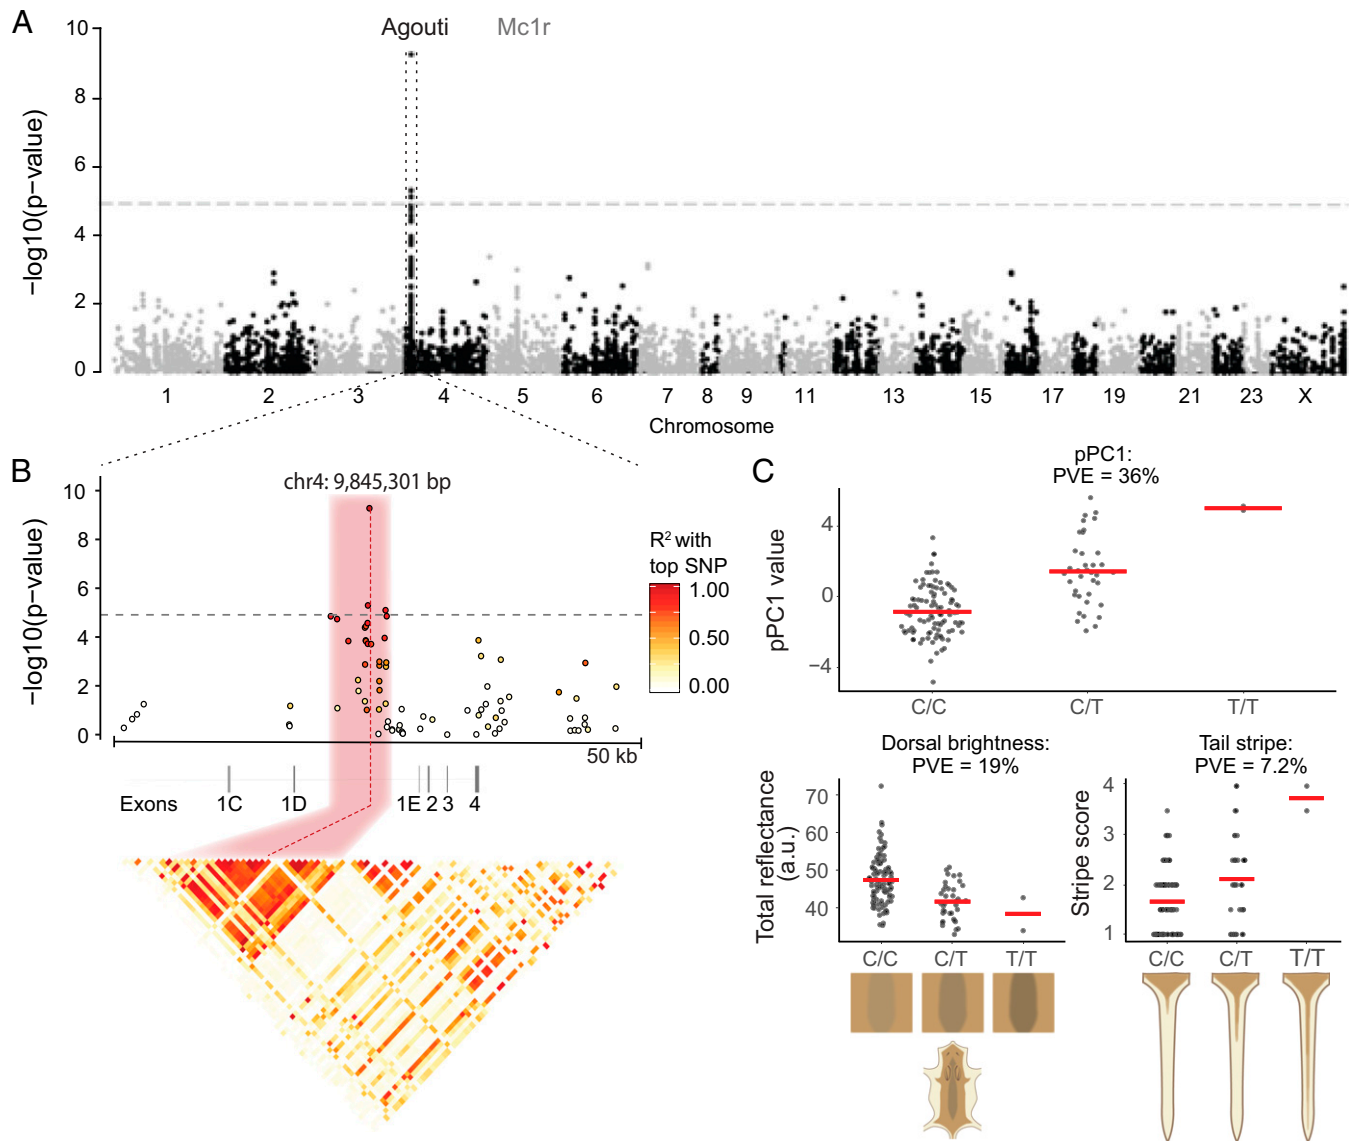 A
Agouti Mc1r
−log10(p−value)
10
8
6
4
2
0
1 2 3 4 5 6 7 8 9 11 13 15 17 19 21 23 X
Chromosome
B
chr4: 9,845,301 bp
−log10(p−value)
10
8
6
4
2
0
50 kb
R² with
top SNP
1.00
0.50
0.00
Exons 1C 1D 1E 2 3 4
C
pPC1:
PVE = 36%
pPC1 value
4
0
−4
C/C C/T T/T
Dorsal brightness:
PVE = 19%
Total reflectance
(a.u.)
70
60
50
40
C/C C/T T/T
Tail stripe:
PVE = 7.2%
Stripe score
4
3
2
1
C/C C/T T/T